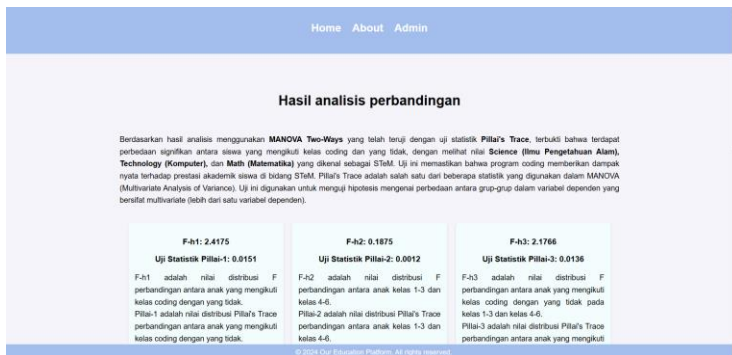 Home About Admin
Hasil analisis perbandingan
Berdasarkan hasil analisis menggunakan MANOVA Two-Ways yang telah teruji dengan uji statistik Pillai's Trace, terbukti bahwa terdapat
perbedaan signifikan antara siswa yang mengikuti kelas coding dan yang tidak, dengan melihat nilai Science (Ilmu Pengetahuan Alam),
Technology (Komputer), dan Math (Matematika) yang dikenal sebagai STeM. Uji ini memastikan bahwa program coding memberikan dampak
nyata terhadap prestasi akademik siswa di bidang STeM. Pillai's Trace adalah salah satu dari beberapa statistik yang digunakan dalam MANOVA
(Multivariate Analysis of Variance). Uji ini digunakan untuk menguji hipotesis mengenai perbedaan antara grup-grup dalam variabel dependen yang
bersifat multivariate (lebih dari satu variabel dependen).
F-h1: 2.4175
Uji Statistik Pillai-1: 0.0151
F-h1 adalah nilai distribusi F
perbandingan antara anak yang mengikuti
kelas coding dengan yang tidak.
Pillai-1 adalah nilai distribusi Pillai's Trace
perbandingan antara anak yang mengikuti
kelas coding dengan yang tidak.
F-h2: 0.1875
Uji Statistik Pillai-2: 0.0012
F-h2 adalah nilai distribusi F
perbandingan antara anak kelas 1-3 dan
kelas 4-6.
Pillai-2 adalah nilai distribusi Pillai's Trace
perbandingan antara anak kelas 1-3 dan
kelas 4-6.
F-h3: 2.1766
Uji Statistik Pillai-3: 0.0136
F-h3 adalah nilai distribusi F
perbandingan antara anak yang mengikuti
kelas coding dengan yang tidak pada
kelas 1-3 dan kelas 4-6.
Pillai-3 adalah nilai distribusi Pillai's Trace
perbandingan antara anak yang mengikuti
© 2024 Our Education Platform. All rights reserved.